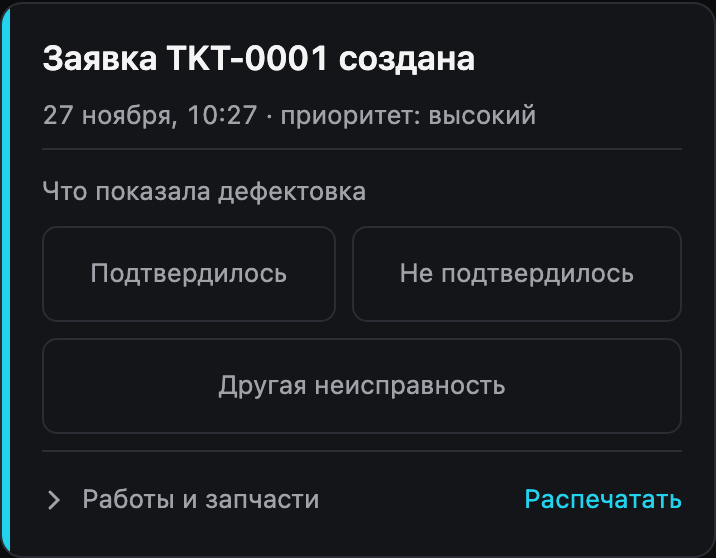 Заявка TKT-0001 создана
27 ноября, 10:27 · приоритет: высокий
Что показала дефектовка
Подтвердилось
Не подтвердилось
Другая неисправность
Работы и запчасти
Распечатать